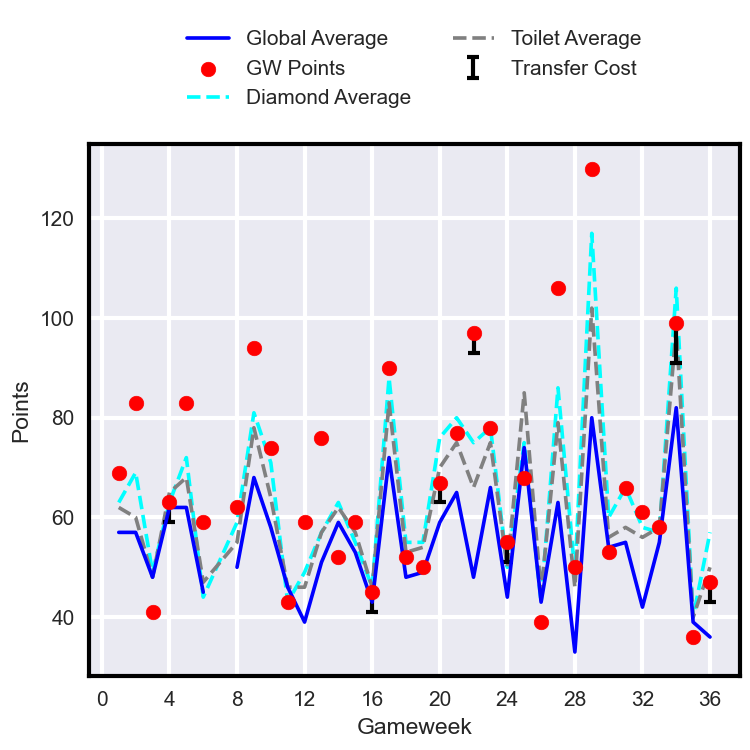 Global Average
GW Points
Diamond Average
Toilet Average
Transfer Cost
Points
120
100
80
60
40
0 4 8 12 16 20 24 28 32 36
Gameweek